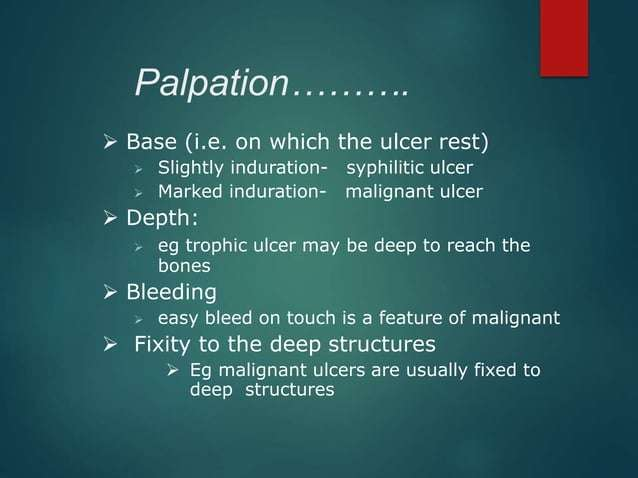 Palpation……….
➢ Base (i.e. on which the ulcer rest)
➢ Slightly induration- syphilitic ulcer
➢ Marked induration- malignant ulcer
➢ Depth:
➢ eg trophic ulcer may be deep to reach the
bones
➢ Bleeding
➢ easy bleed on touch is a feature of malignant
➢ Fixity to the deep structures
➢ Eg malignant ulcers are usually fixed to
deep structures